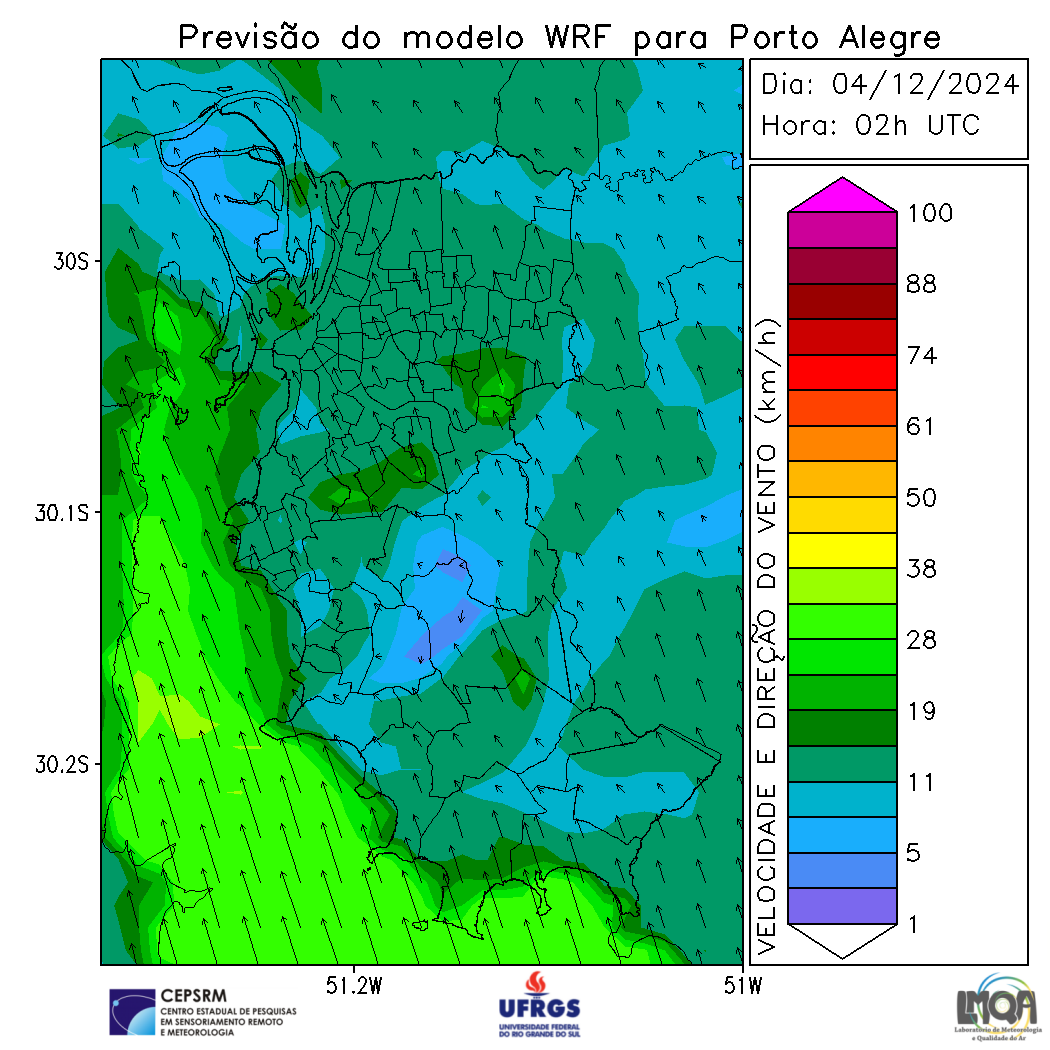 Previsão do modelo WRF para Porto Alegre
Dia: 04/12/2024
Hora: 02h UTC
30S
30.1S
30.2S
51.2W
51W
VELOCIDADE E DIREÇÃO DO VENTO (km/h)
100
88
74
61
50
38
28
19
11
5
1
CEPSRM
CENTRO ESTADUAL DE PESQUISAS
EM SENSORIAMENTO REMOTO
E METEOROLOGIA
UFRGS
UNIVERSIDADE FEDERAL
DO RIO GRANDE DO SUL
LMQA
Laboratório de Meteorologia
e Qualidade do Ar